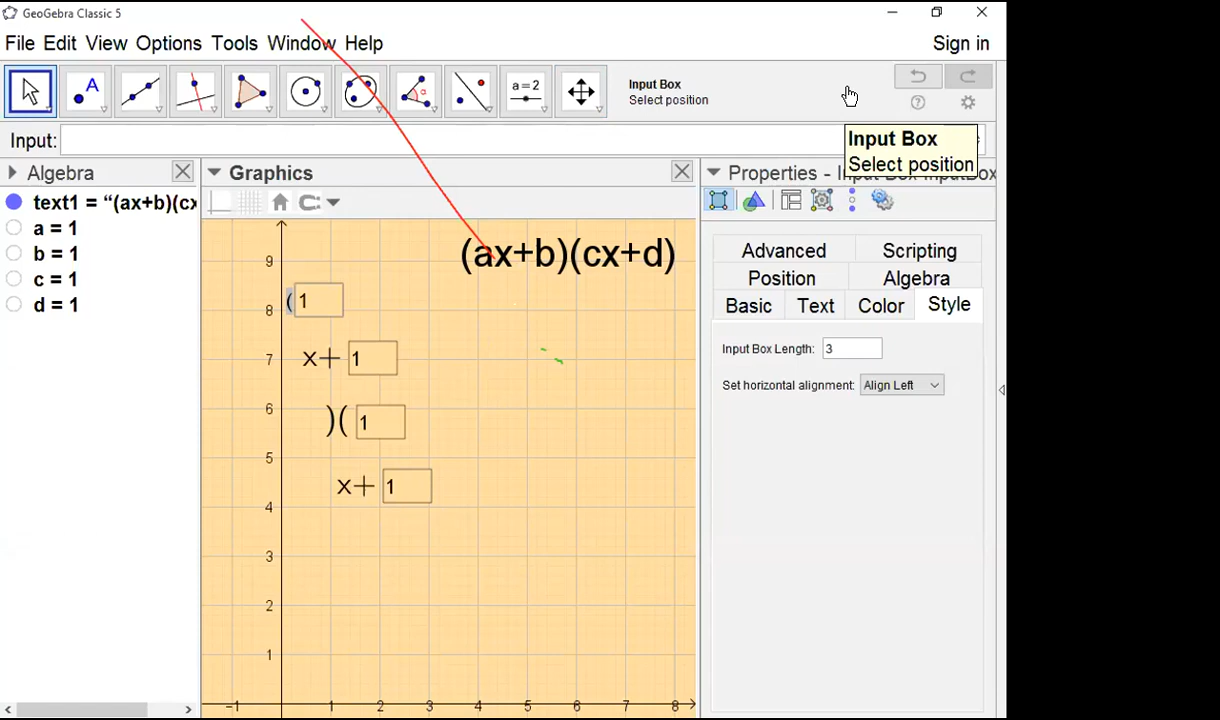 GeoGebra Classic 5
File Edit View Options Tools Window Help Sign in
A
α
a=2
Input Box
Select position
Input:
Input Box
Select position
Algebra
Graphics
Properties - Input Box InputBox
text1 = “(ax+b)(cx
a = 1
b = 1
c = 1
d = 1
(ax+b)(cx+d)
( 1
x+ 1
)( 1
x+ 1
9
8
7
6
5
4
3
2
1
-1 1 2 3 4 5 6 7 8
Advanced Scripting
Position Algebra
Basic Text Color Style
Input Box Length: 3
Set horizontal alignment: Align Left